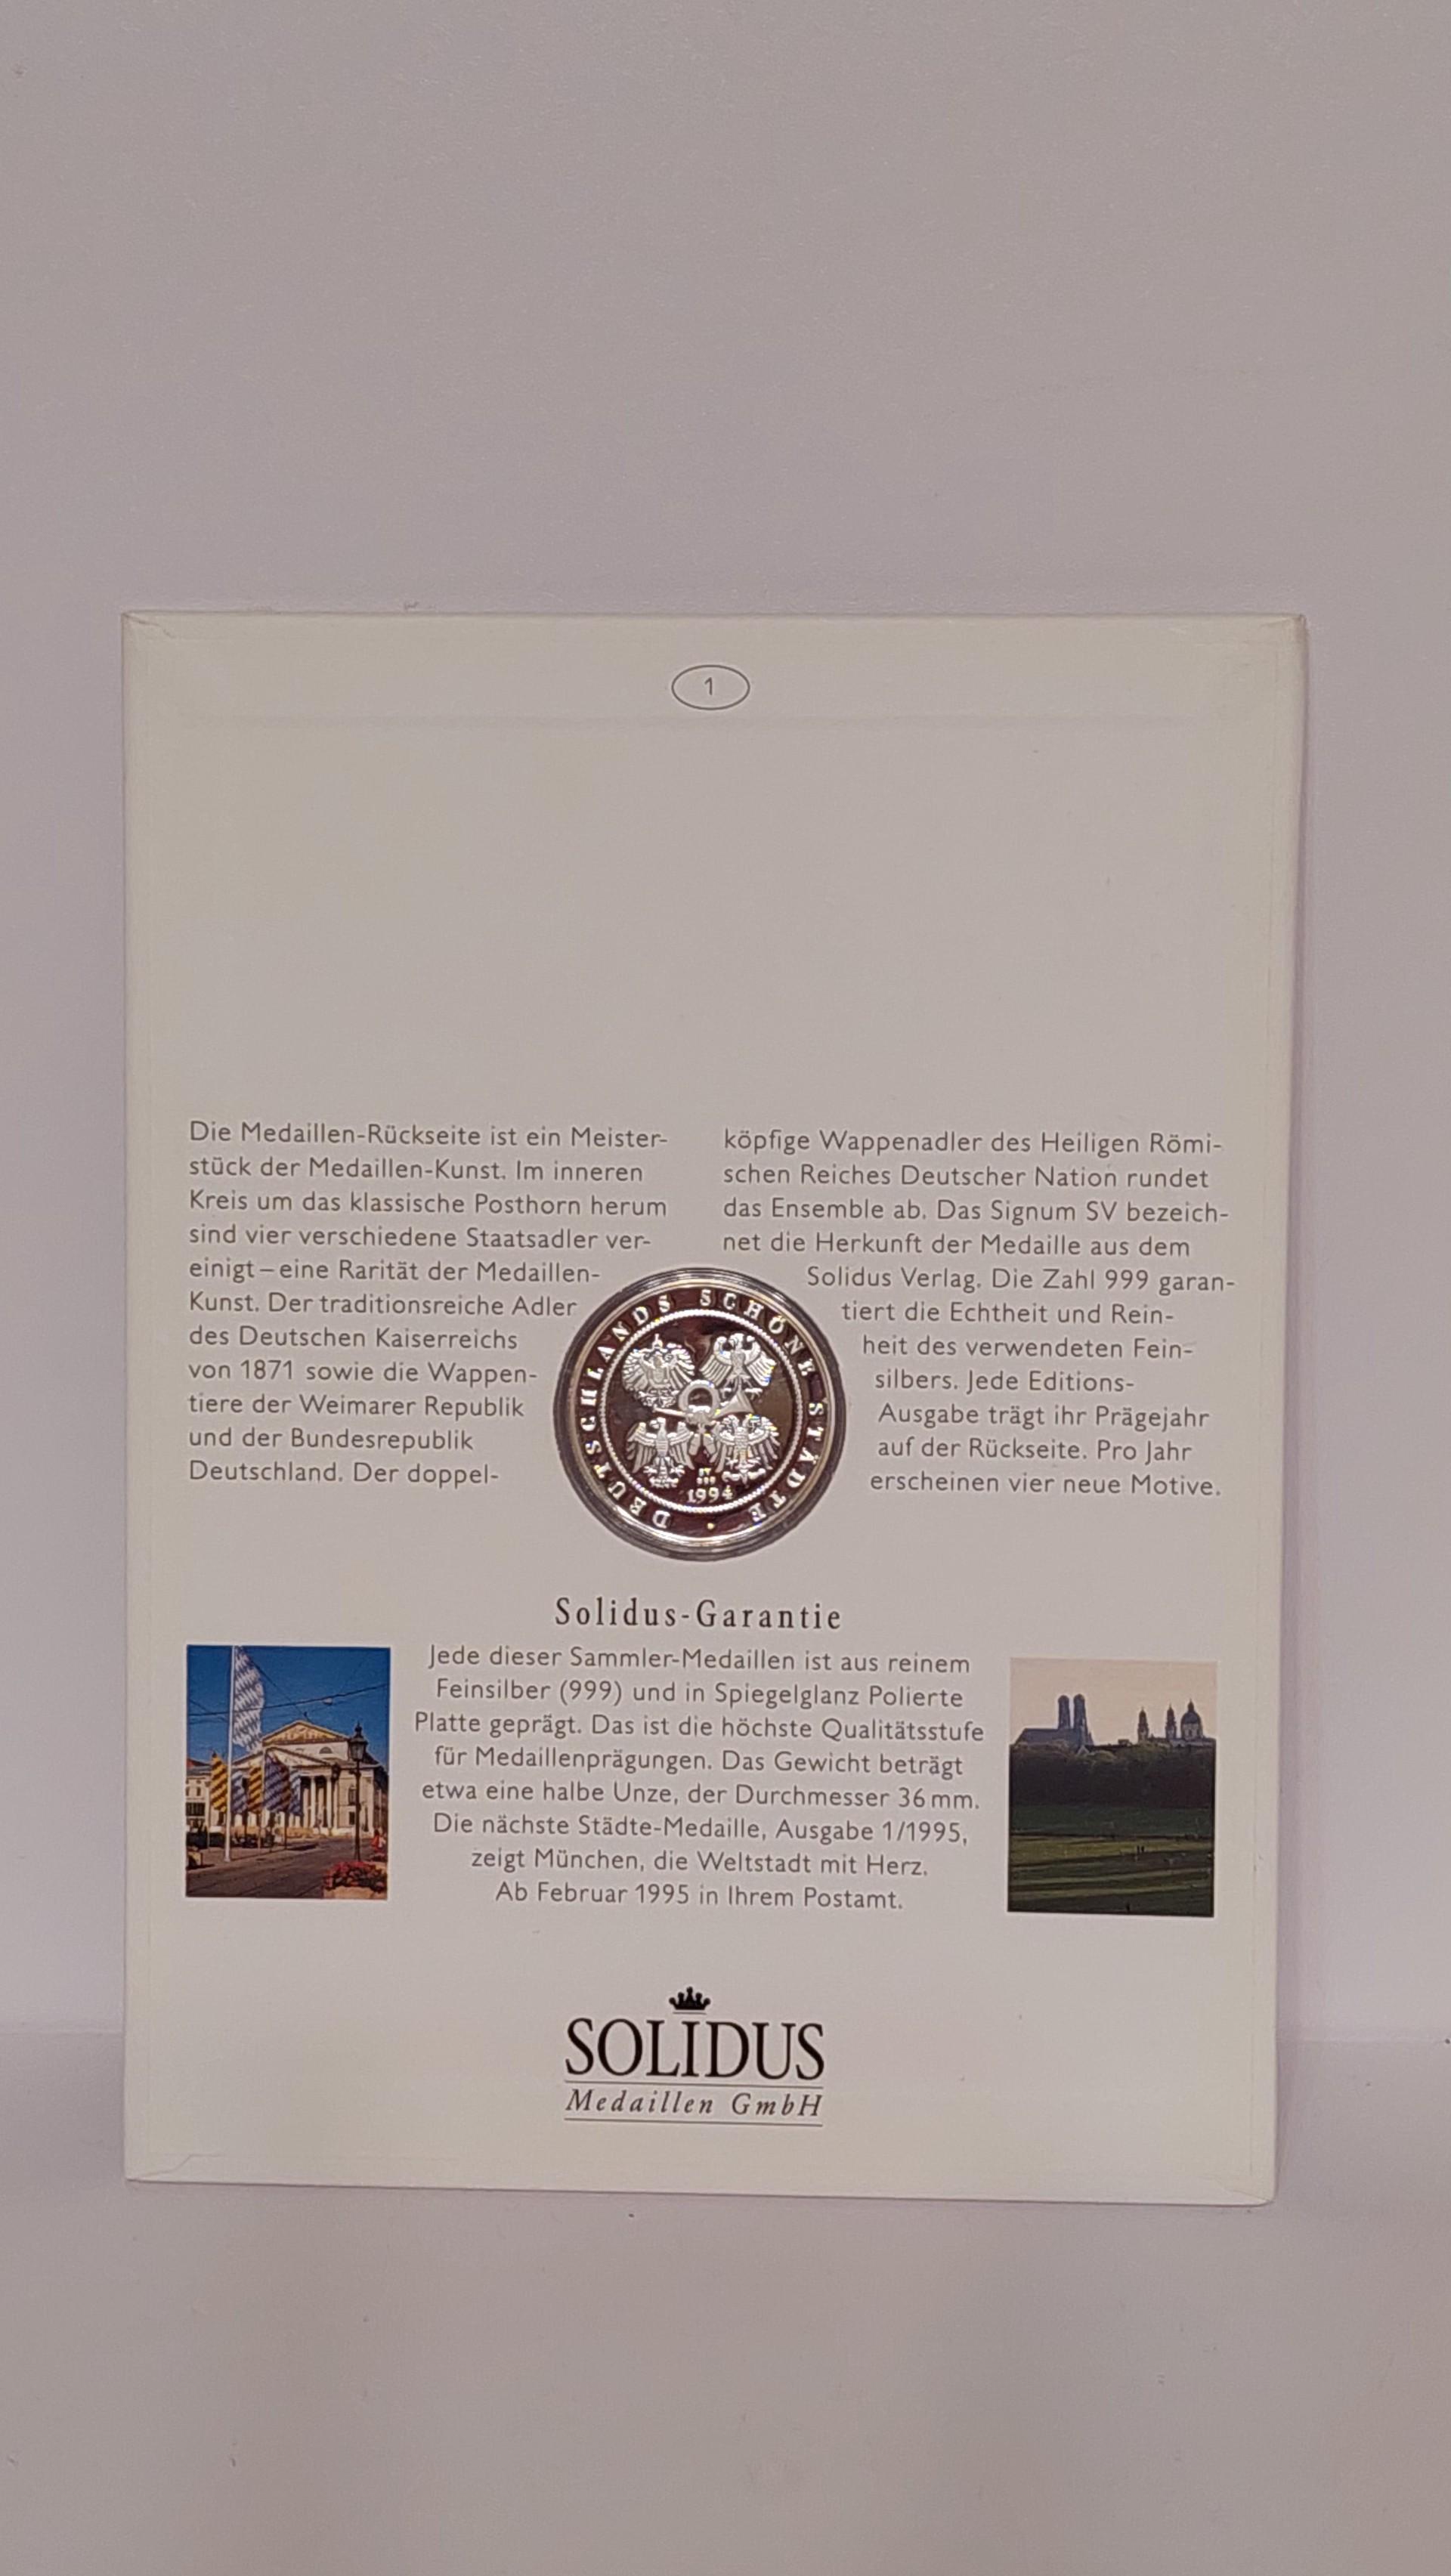 1
Die Medaillen-Rückseite ist ein Meister-
stück der Medaillen-Kunst. Im inneren
Kreis um das klassische Posthorn herum
sind vier verschiedene Staatsadler ver-
einigt – eine Rarität der Medaillen-
Kunst. Der traditionsreiche Adler
des Deutschen Kaiserreichs
von 1871 sowie die Wappen-
tiere der Weimarer Republik
und der Bundesrepublik
Deutschland. Der doppel-
köpfige Wappenadler des Heiligen Römi-
schen Reiches Deutscher Nation rundet
das Ensemble ab. Das Signum SV bezeich-
net die Herkunft der Medaille aus dem
Solidus Verlag. Die Zahl 999 garan-
tiert die Echtheit und Rein-
heit des verwendeten Fein-
silbers. Jede Editions-
Ausgabe trägt ihr Prägejahr
auf der Rückseite. Pro Jahr
erscheinen vier neue Motive.
DEUTSCHLANDS SCHÖNE STÄDTE
1994
Solidus-Garantie
Jede dieser Sammler-Medaillen ist aus reinem
Feinsilber (999) und in Spiegelglanz Polierte
Platte geprägt. Das ist die höchste Qualitätsstufe
für Medaillenprägungen. Das Gewicht beträgt
etwa eine halbe Unze, der Durchmesser 36 mm.
Die nächste Städte-Medaille, Ausgabe 1/1995,
zeigt München, die Weltstadt mit Herz.
Ab Februar 1995 in Ihrem Postamt.
SOLIDUS
Medaillen GmbH